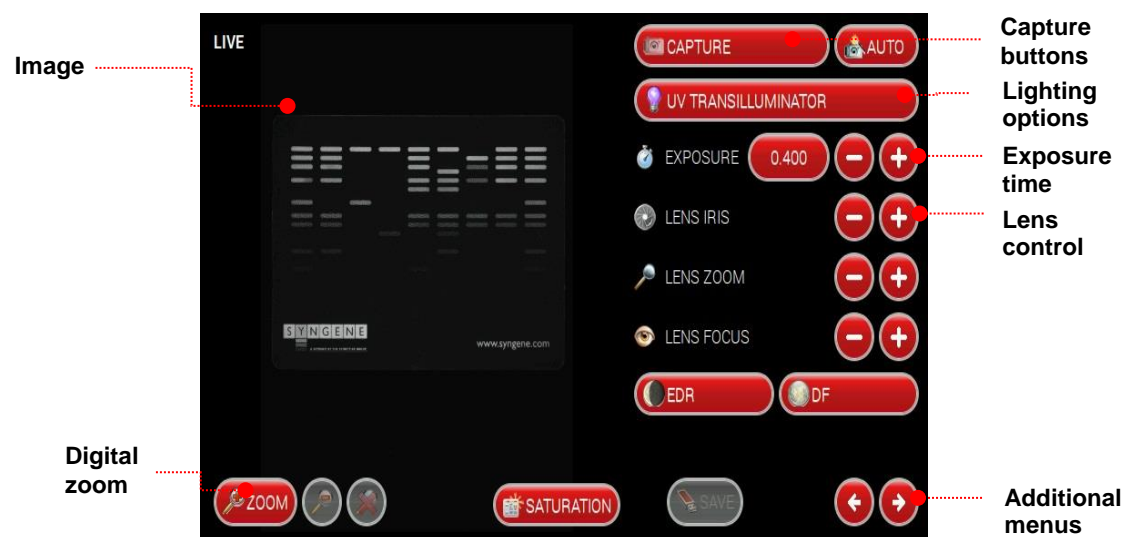 LIVE
CAPTURE
AUTO
Capture
buttons
Image
UV TRANSILLUMINATOR
Lighting
options
EXPOSURE 0.400
Exposure
time
LENS IRIS
Lens
control
LENS ZOOM
SYNGENE
www.syngene.com
LENS FOCUS
EDR
DF
Digital
zoom
ZOOM
SATURATION
SAVE
Additional
menus